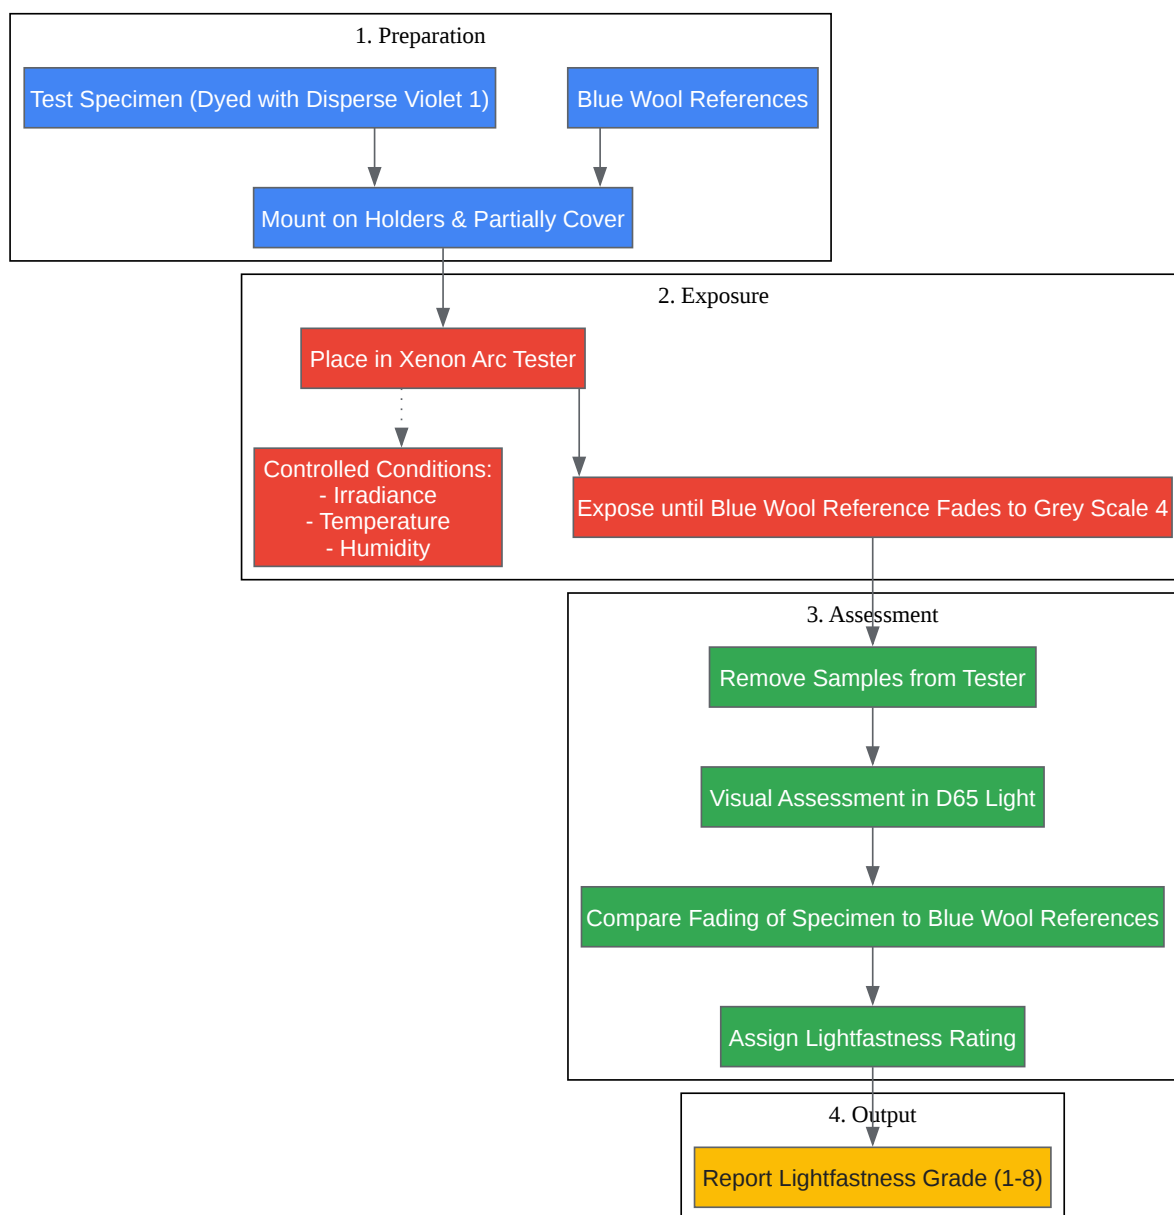 1. Preparation
Test Specimen (Dyed with Disperse Violet 1)
Blue Wool References
Mount on Holders & Partially Cover
2. Exposure
Place in Xenon Arc Tester
Controlled Conditions:
- Irradiance
- Temperature
- Humidity
Expose until Blue Wool Reference Fades to Grey Scale 4
3. Assessment
Remove Samples from Tester
Visual Assessment in D65 Light
Compare Fading of Specimen to Blue Wool References
Assign Lightfastness Rating
4. Output
Report Lightfastness Grade (1-8)